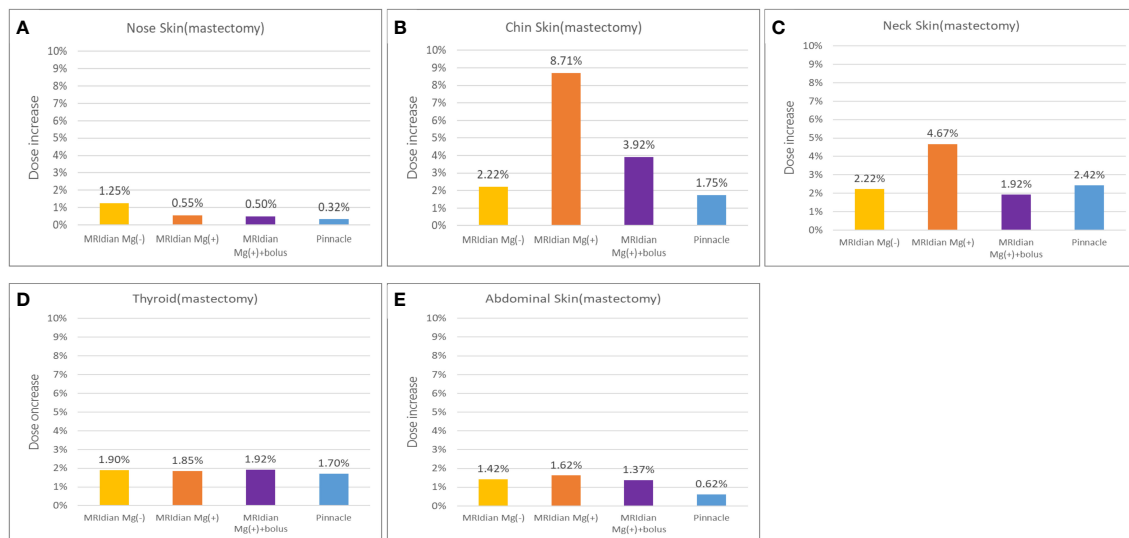 A
Nose Skin(mastectomy)
Dose increase
10%
9%
8%
7%
6%
5%
4%
3%
2%
1%
0%
1.25%
0.55%
0.50%
0.32%
MRIdian Mg(-)
MRIdian Mg(+)
MRIdian
Mg(+)+bolus
Pinnacle
B
Chin Skin(mastectomy)
Dose increase
10%
9%
8%
7%
6%
5%
4%
3%
2%
1%
0%
2.22%
8.71%
3.92%
1.75%
MRIdian Mg(-)
MRIdian Mg(+)
MRIdian
Mg(+)+bolus
Pinnacle
C
Neck Skin(mastectomy)
Dose increase
10%
9%
8%
7%
6%
5%
4%
3%
2%
1%
0%
2.22%
4.67%
1.92%
2.42%
MRIdian Mg(-)
MRIdian Mg(+)
MRIdian
Mg(+)+bolus
Pinnacle
D
Thyroid(mastectomy)
Dose oncrease
10%
9%
8%
7%
6%
5%
4%
3%
2%
1%
0%
1.90%
1.85%
1.92%
1.70%
MRIdian Mg(-)
MRIdian Mg(+)
MRIdian
Mg(+)+bolus
Pinnacle
E
Abdominal Skin(mastectomy)
Dose increase
10%
9%
8%
7%
6%
5%
4%
3%
2%
1%
0%
1.42%
1.62%
1.37%
0.62%
MRIdian Mg(-)
MRIdian Mg(+)
MRIdian
Mg(+)+bolus
Pinnacle